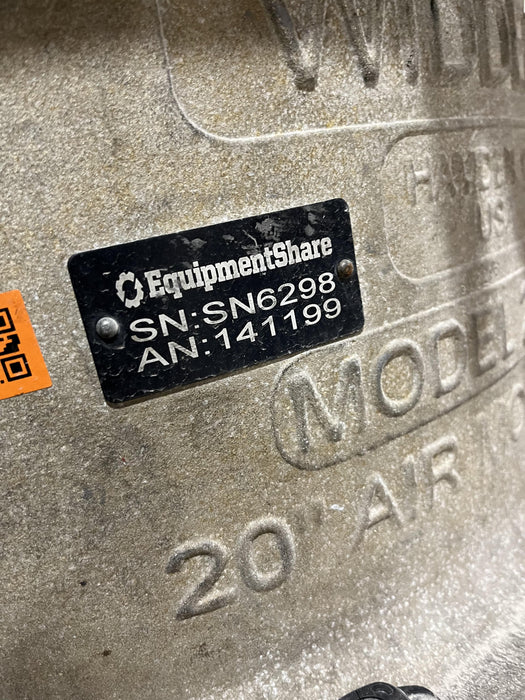 EquipmentShare
SN:SN6298
AN:141199
MODEL
20" AIR